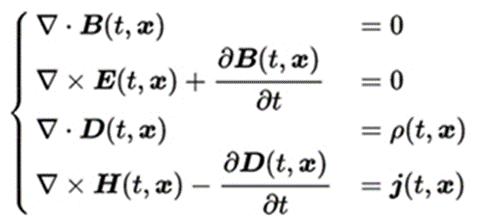 ∇ · B(t, x) = 0
∇ × E(t, x) + ∂B(t, x)/∂t = 0
∇ · D(t, x) = ρ(t, x)
∇ × H(t, x) − ∂D(t, x)/∂t = j(t, x)